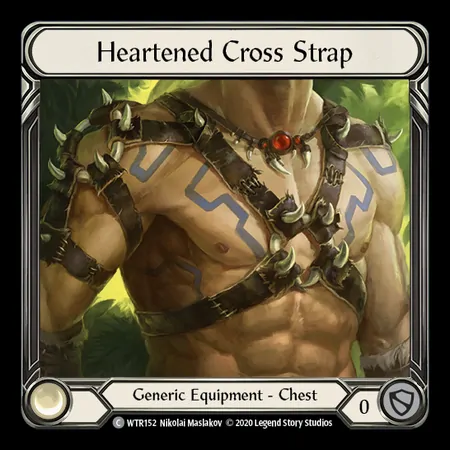 Heartened Cross Strap
Generic Equipment - Chest
0
C WTR152 Nikolai Maslakov © 2020 Legend Story Studios